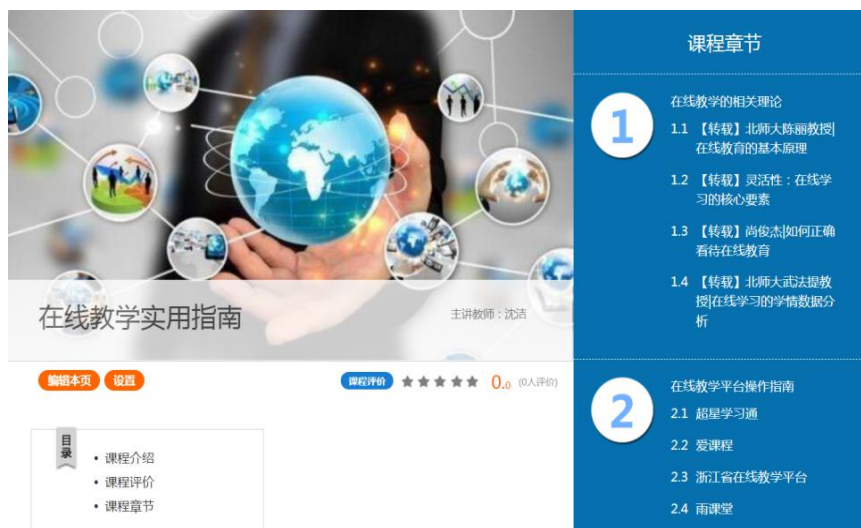 在线教学实用指南
主讲教师：沈洁
编辑本页
设置
课程评价
0.0
(0人评价)
目
录
• 课程介绍
• 课程评价
• 课程章节
课程章节
1
在线教学的相关理论
1.1 【转载】北师大陈丽教授|
在线教育的基本原理
1.2 【转载】灵活性：在线学
习的核心要素
1.3 【转载】尚俊杰|如何正确
看待在线教育
1.4 【转载】北师大武法提教
授|在线学习的学情数据分
析
2
在线教学平台操作指南
2.1 超星学习通
2.2 爱课程
2.3 浙江省在线教学平台
2.4 雨课堂